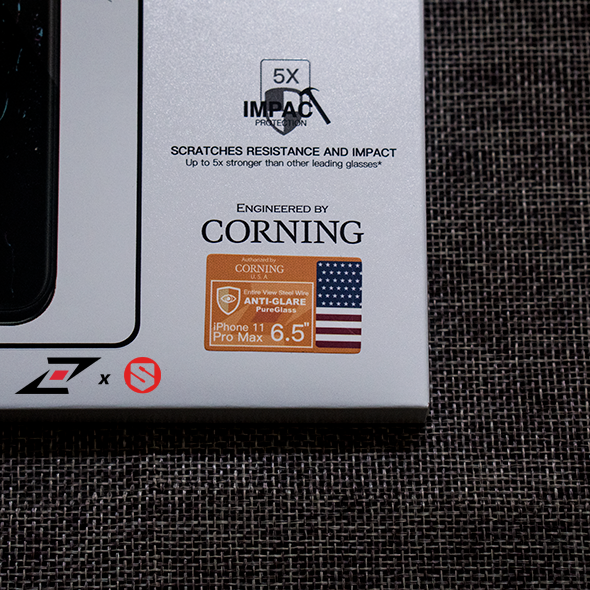 5X
IMPAC
PROTECTION
SCRATCHES RESISTANCE AND IMPACT
Up to 5x stronger than other leading glasses*
ENGINEERED BY
CORNING
Authorized by
CORNING
U.S.A
Entire View Steel Wire
ANTI-GLARE
PureGlass
iPhone 11
Pro Max 6.5"
x S